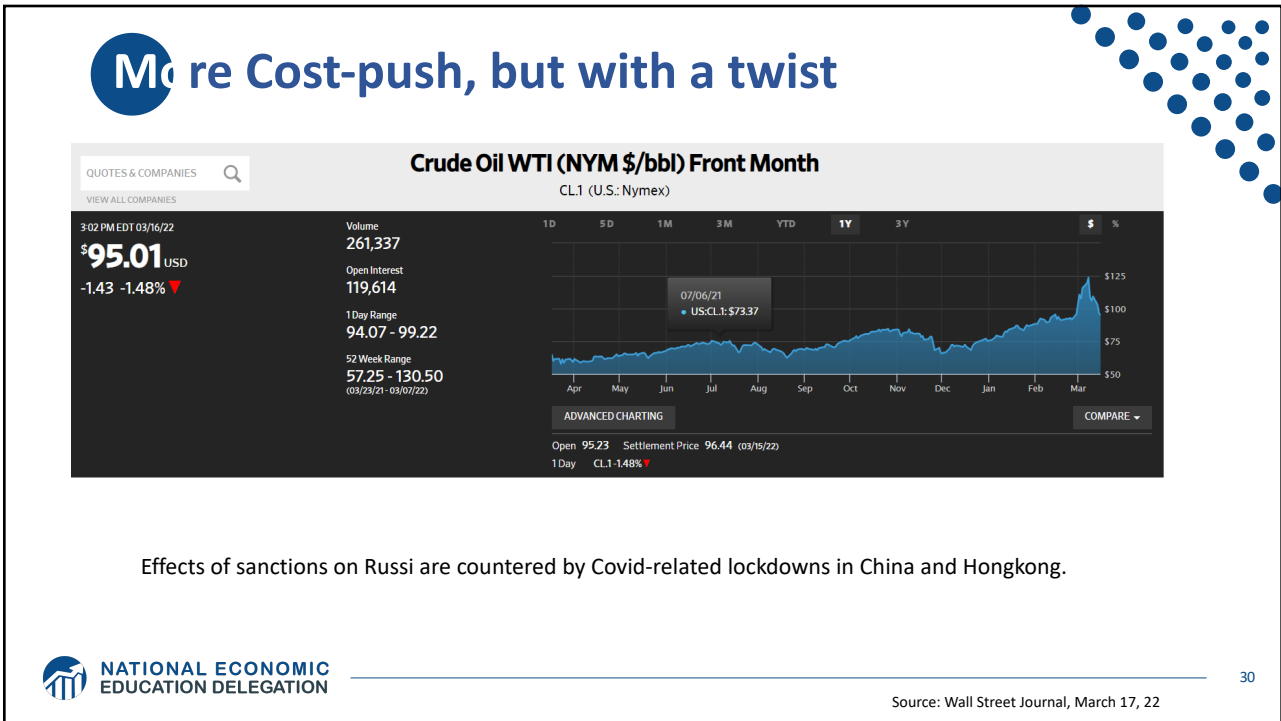 More Cost-push, but with a twist
QUOTES & COMPANIES
VIEW ALL COMPANIES
Crude Oil WTI (NYM $/bbl) Front Month
CL.1 (U.S.: Nymex)
3:02 PM EDT 03/16/22
$95.01 USD
-1.43 -1.48%
Volume
261,337
Open Interest
119,614
1 Day Range
94.07 - 99.22
52 Week Range
57.25 - 130.50
(03/23/21 - 03/07/22)
1D 5D 1M 3M YTD 1Y 3Y $ %
07/06/21
US:CL.1: $73.37
$125
$100
$75
$50
Apr May Jun Jul Aug Sep Oct Nov Dec Jan Feb Mar
ADVANCED CHARTING COMPARE
Open 95.23 Settlement Price 96.44 (03/15/22)
1 Day CL.1 -1.48%
Effects of sanctions on Russi are countered by Covid-related lockdowns in China and Hongkong.
NATIONAL ECONOMIC
EDUCATION DELEGATION
30
Source: Wall Street Journal, March 17, 22